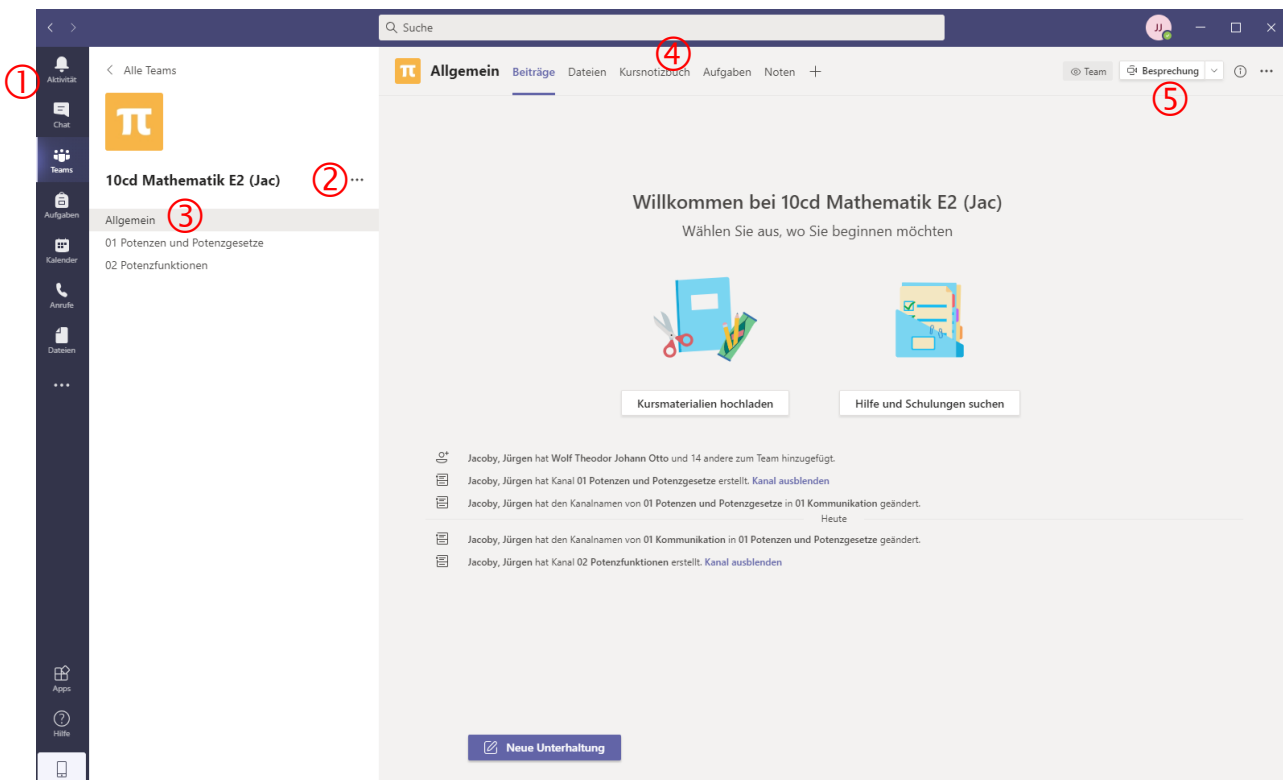 Suche
JJ
①
Aktivität
Chat
Teams
Aufgaben
Kalender
Anrufe
Dateien
Apps
Hilfe
Alle Teams
π
10cd Mathematik E2 (Jac) ② ...
Allgemein ③
01 Potenzen und Potenzgesetze
02 Potenzfunktionen
④
π Allgemein Beiträge Dateien Kursnotizbuch Aufgaben Noten + Team Besprechung
⑤
Willkommen bei 10cd Mathematik E2 (Jac)
Wählen Sie aus, wo Sie beginnen möchten
Kursmaterialien hochladen Hilfe und Schulungen suchen
Jacoby, Jürgen hat Wolf Theodor Johann Otto und 14 andere zum Team hinzugefügt.
Jacoby, Jürgen hat Kanal 01 Potenzen und Potenzgesetze erstellt. Kanal ausblenden
Jacoby, Jürgen hat den Kanalnamen von 01 Potenzen und Potenzgesetze in 01 Kommunikation geändert.
Heute
Jacoby, Jürgen hat den Kanalnamen von 01 Kommunikation in 01 Potenzen und Potenzgesetze geändert.
Jacoby, Jürgen hat Kanal 02 Potenzfunktionen erstellt. Kanal ausblenden
Neue Unterhaltung